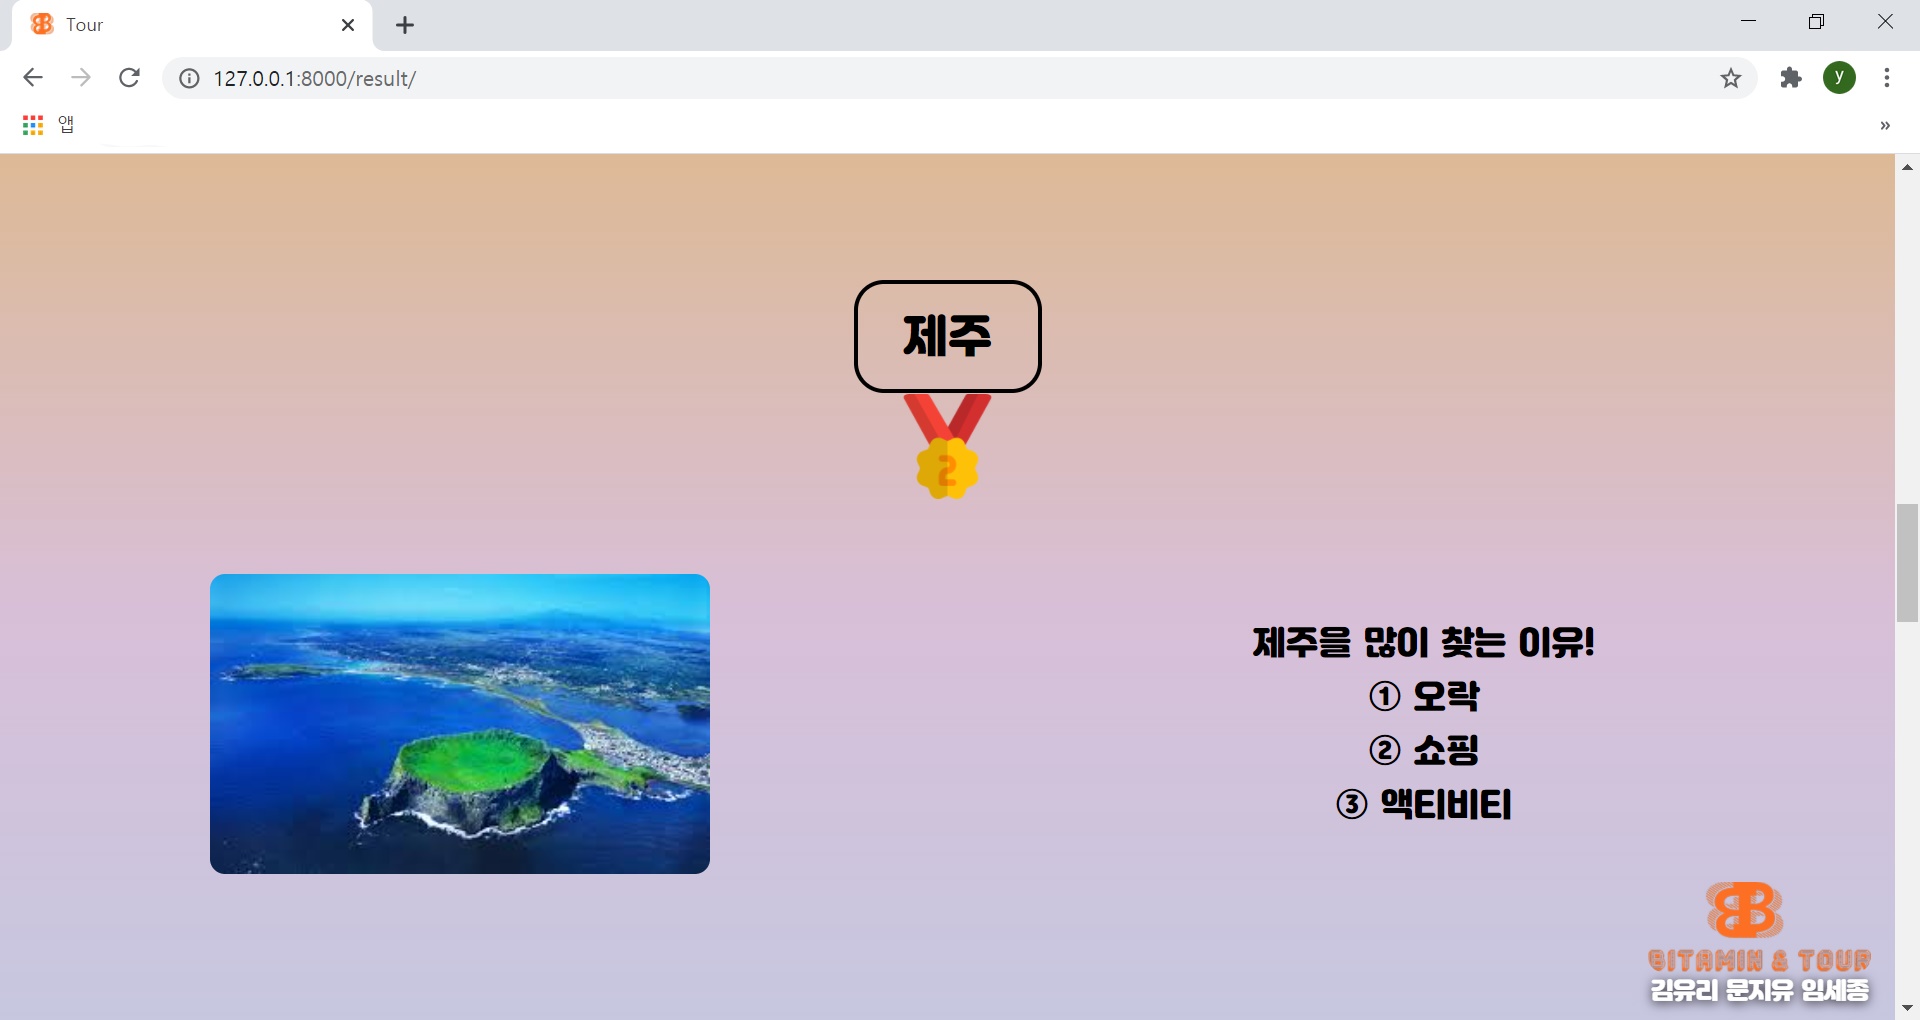 Tour
127.0.0.1:8000/result/
y
앱
»
제주
2
제주을 많이 찾는 이유!
① 오락
② 쇼핑
③ 액티비티
BITAMIN & TOUR
김유리 문지유 임세종